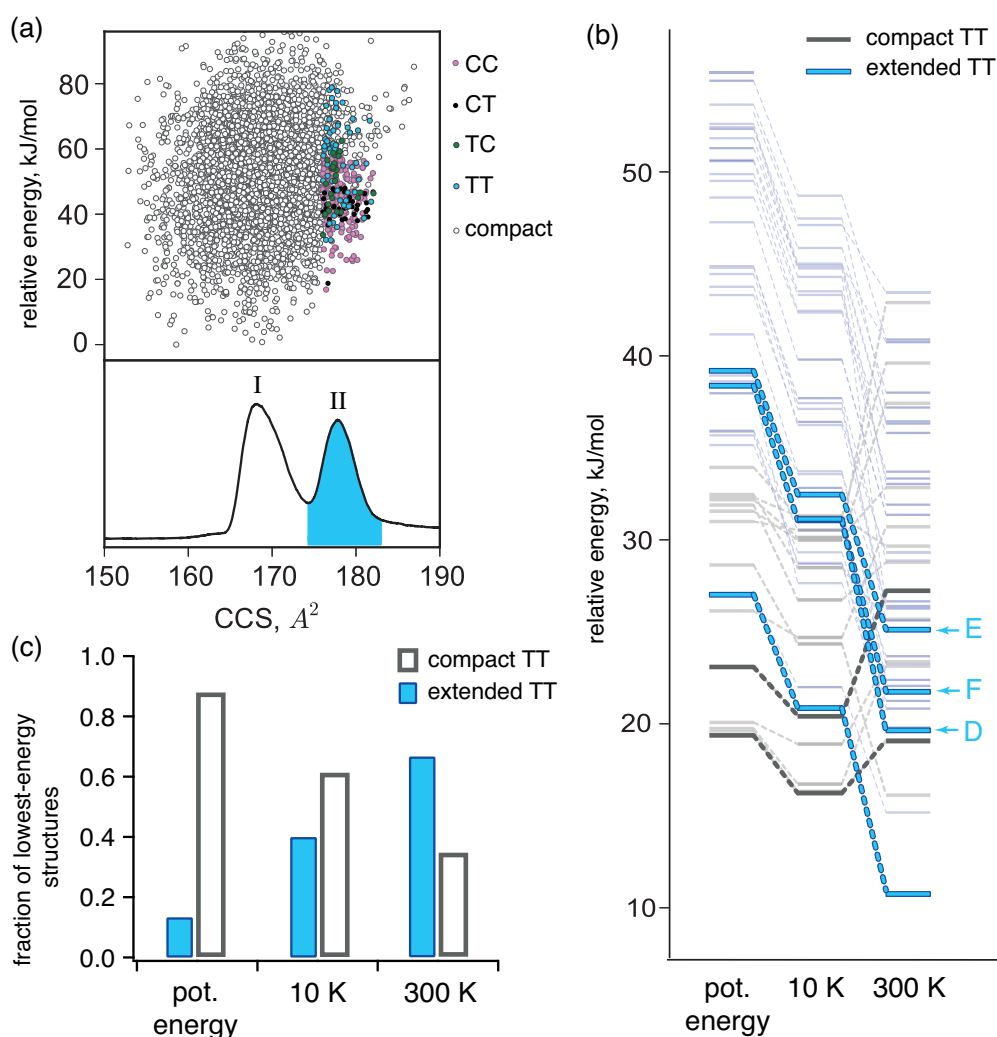 (a)
relative energy, kJ/mol
80
60
40
20
0
CC
CT
TC
TT
compact
I
II
150
160
170
180
190
CCS, A²
(b)
compact TT
extended TT
relative energy, kJ/mol
50
40
30
20
10
E
F
D
pot. energy
10 K
300 K
(c)
compact TT
extended TT
fraction of lowest-energy
structures
1.0
0.8
0.6
0.4
0.2
0.0
pot.
energy
10 K
300 K